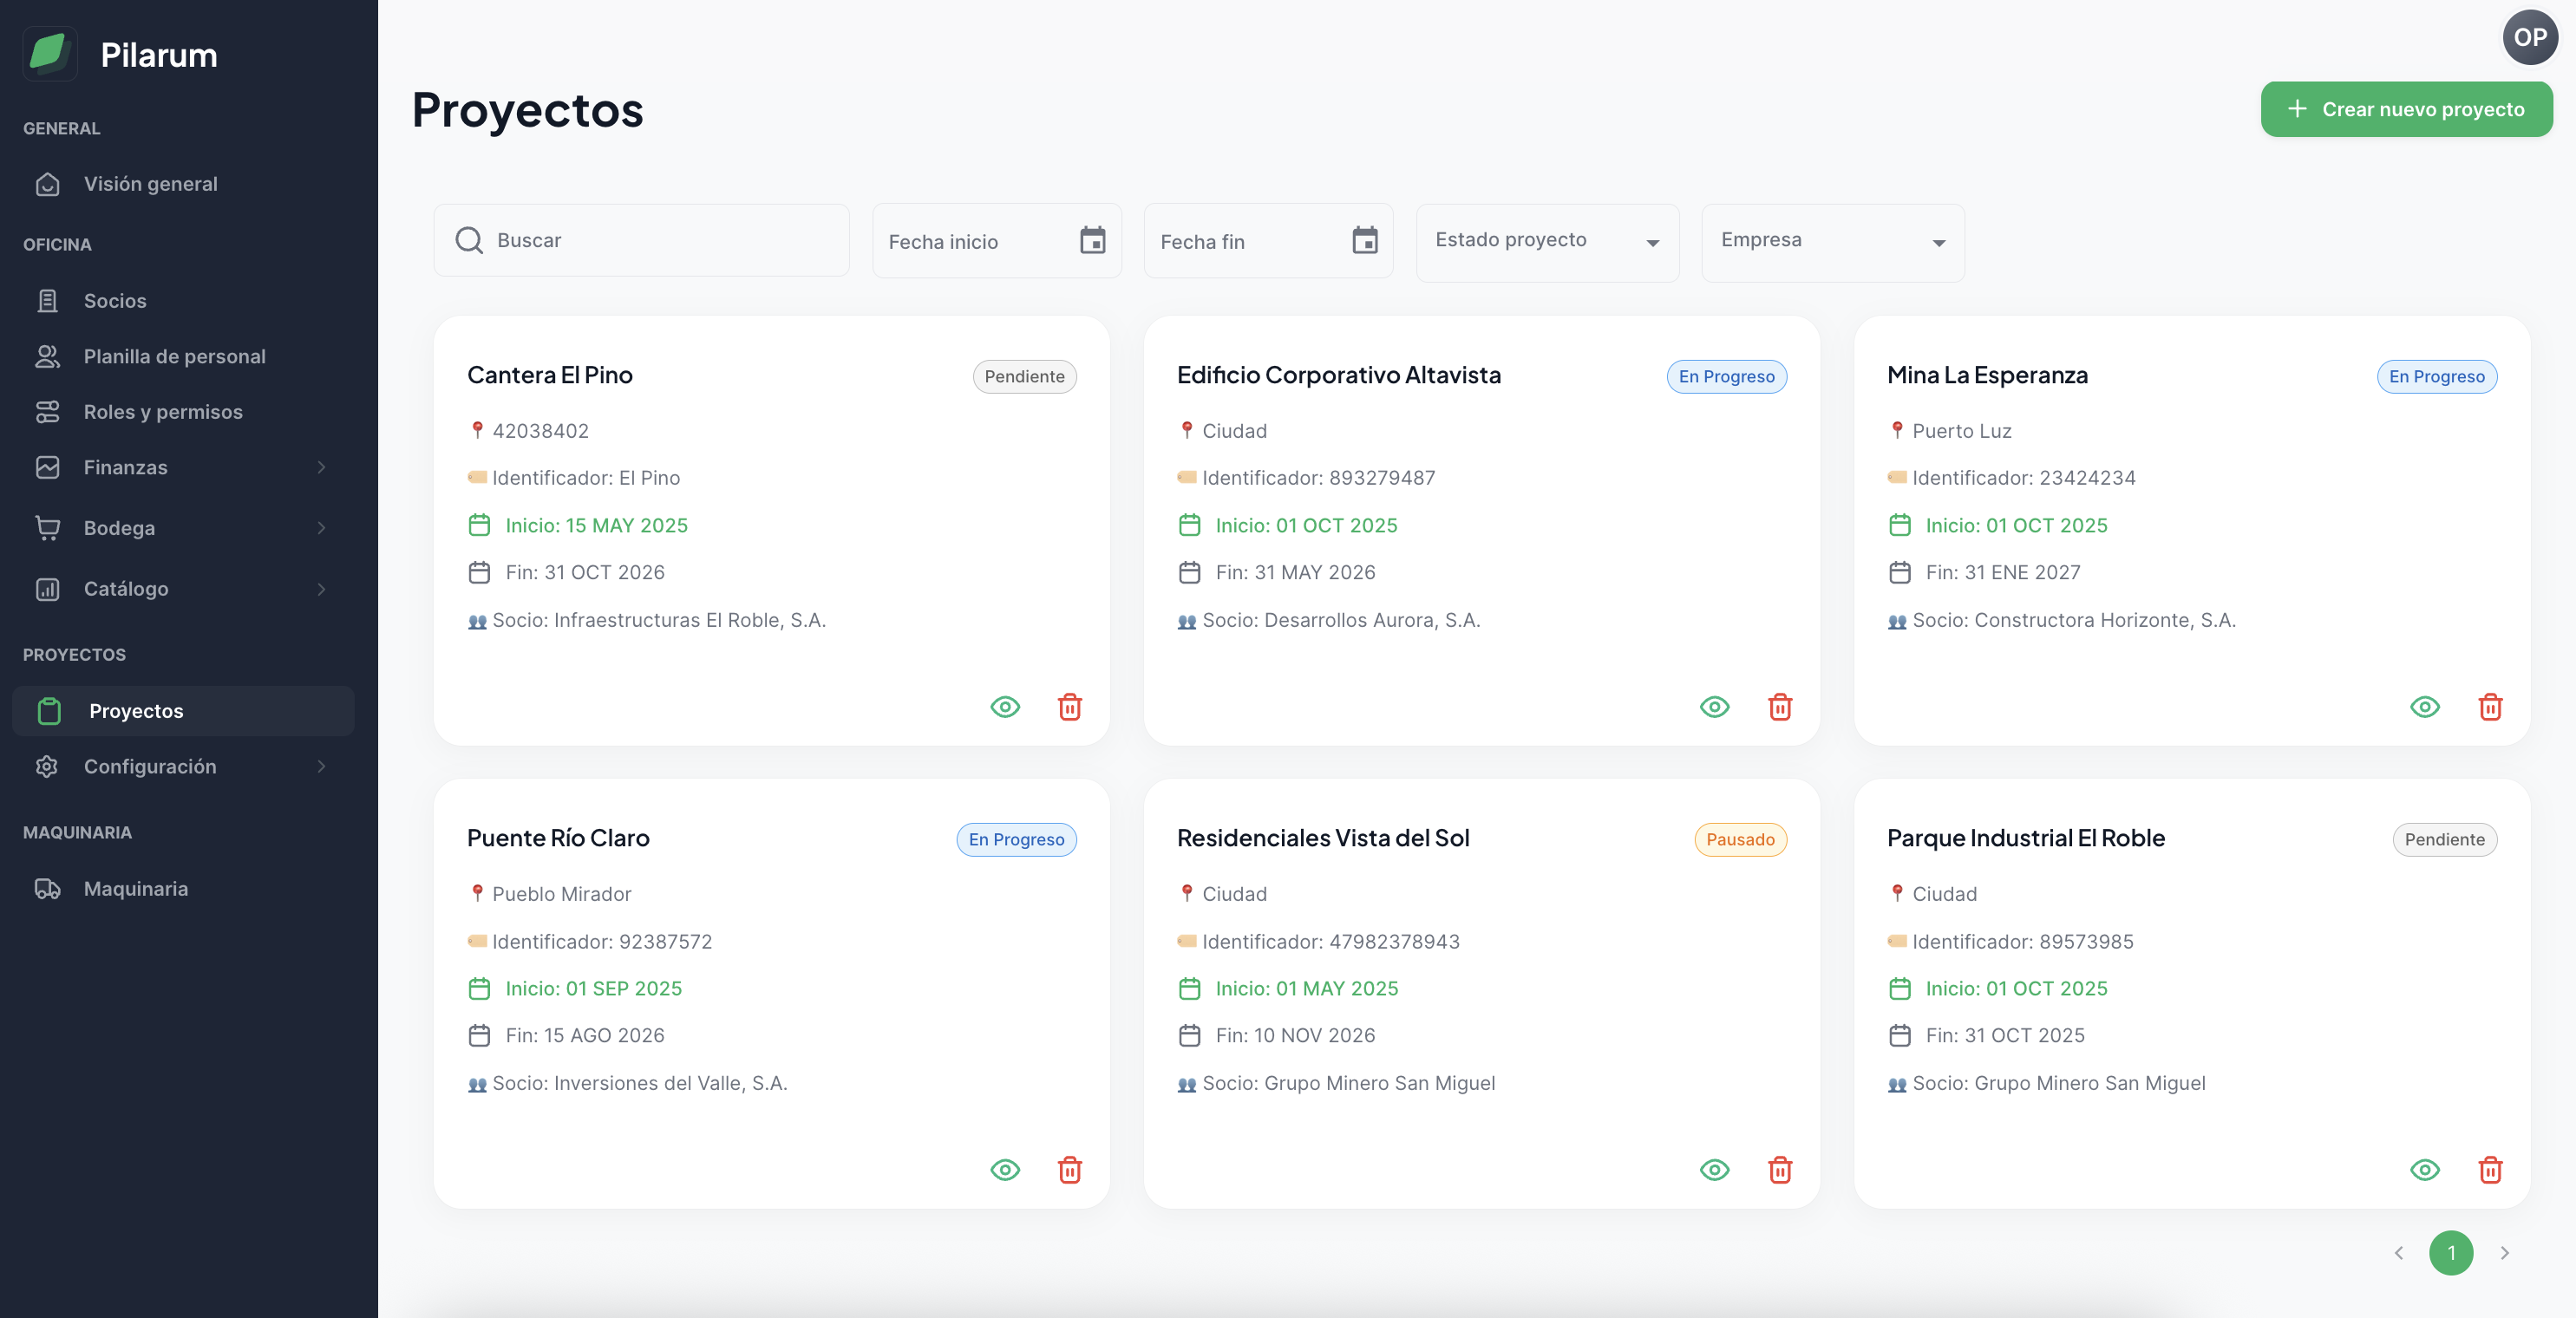 Pilarum
GENERAL
Visión general
OFICINA
Socios
Planilla de personal
Roles y permisos
Finanzas
Bodega
Catálogo
PROYECTOS
Proyectos
Configuración
MAQUINARIA
Maquinaria
OP
Proyectos
Crear nuevo proyecto
Buscar
Fecha inicio
Fecha fin
Estado proyecto
Empresa
Cantera El Pino
Pendiente
42038402
Identificador: El Pino
Inicio: 15 MAY 2025
Fin: 31 OCT 2026
Socio: Infraestructuras El Roble, S.A.
Edificio Corporativo Altavista
En Progreso
Ciudad
Identificador: 893279487
Inicio: 01 OCT 2025
Fin: 31 MAY 2026
Socio: Desarrollos Aurora, S.A.
Mina La Esperanza
En Progreso
Puerto Luz
Identificador: 23424234
Inicio: 01 OCT 2025
Fin: 31 ENE 2027
Socio: Constructora Horizonte, S.A.
Puente Río Claro
En Progreso
Pueblo Mirador
Identificador: 92387572
Inicio: 01 SEP 2025
Fin: 15 AGO 2026
Socio: Inversiones del Valle, S.A.
Residenciales Vista del Sol
Pausado
Ciudad
Identificador: 47982378943
Inicio: 01 MAY 2025
Fin: 10 NOV 2026
Socio: Grupo Minero San Miguel
Parque Industrial El Roble
Pendiente
Ciudad
Identificador: 89573985
Inicio: 01 OCT 2025
Fin: 31 OCT 2025
Socio: Grupo Minero San Miguel
1